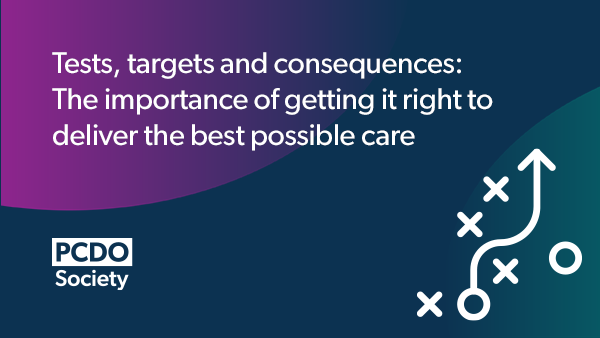 Tests, targets and consequences:
The importance of getting it right to
deliver the best possible care
PCDO
Society